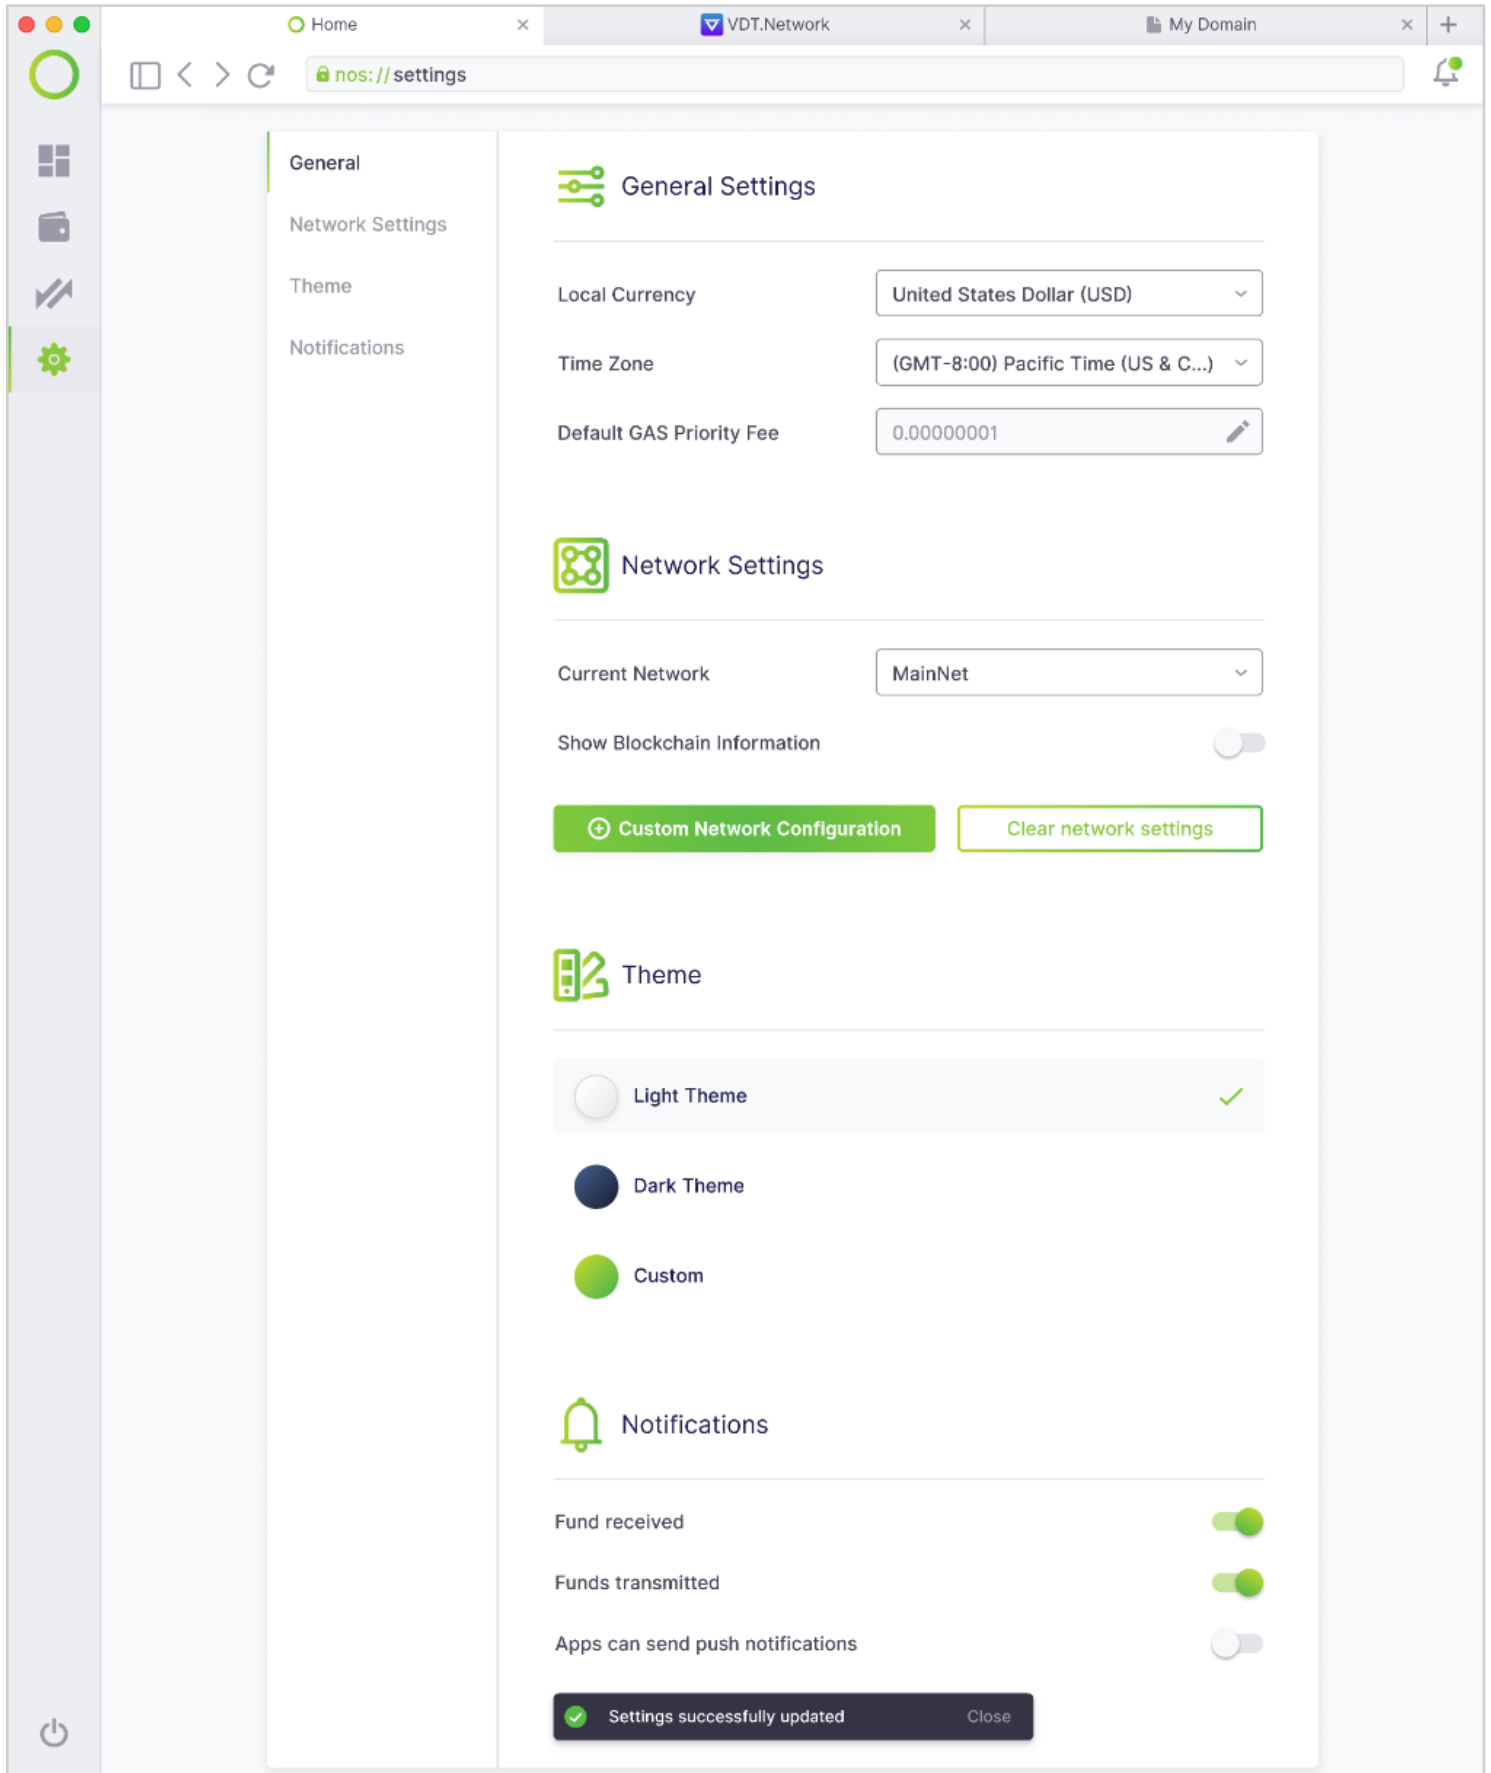 Home
VDT.Network
My Domain
nos://settings
General
Network Settings
Theme
Notifications
General Settings
Local Currency
United States Dollar (USD)
Time Zone
(GMT-8:00) Pacific Time (US & C...)
Default GAS Priority Fee
0.00000001
Network Settings
Current Network
MainNet
Show Blockchain Information
Custom Network Configuration
Clear network settings
Theme
Light Theme
Dark Theme
Custom
Notifications
Fund received
Funds transmitted
Apps can send push notifications
Settings successfully updated
Close